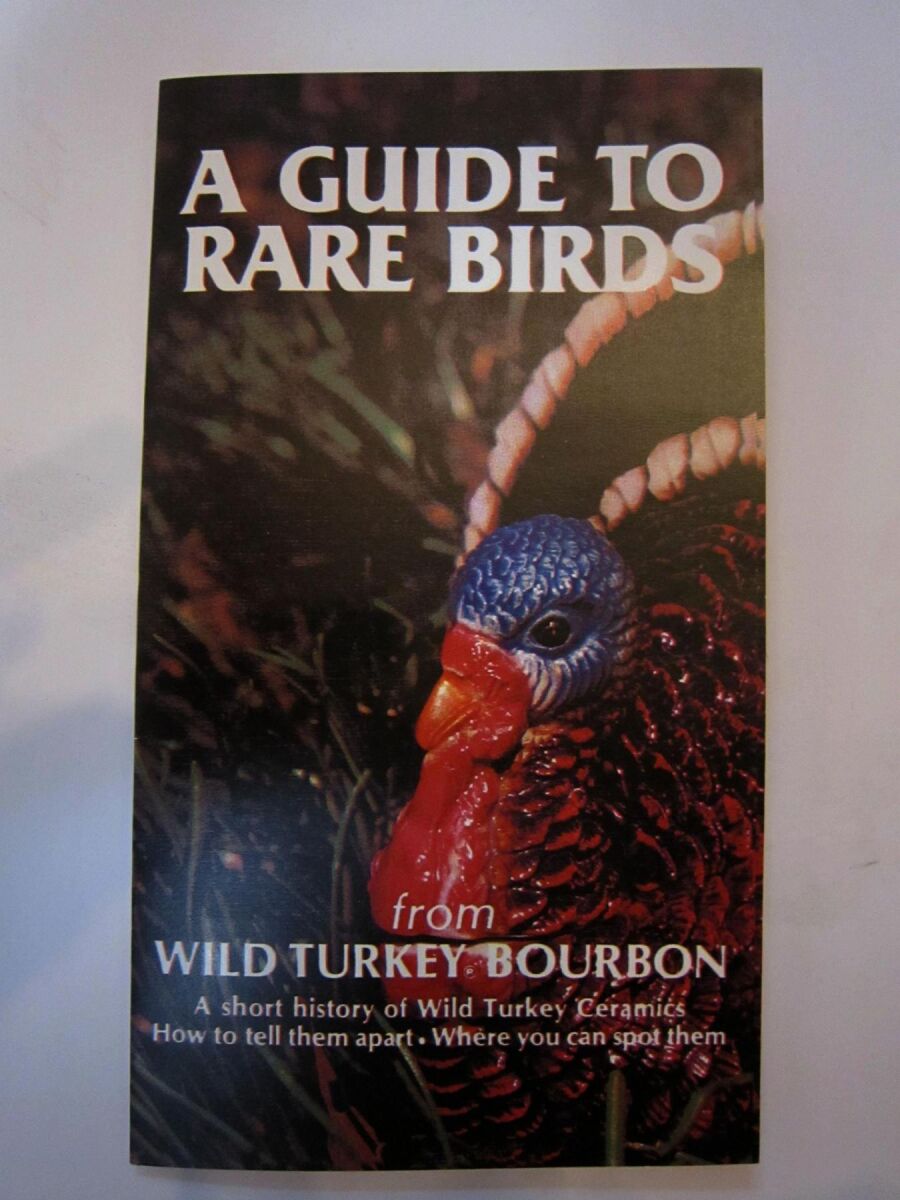 A GUIDE TO
RARE BIRDS
from
WILD TURKEY® BOURBON
A short history of Wild Turkey Ceramics
How to tell them apart • Where you can spot them